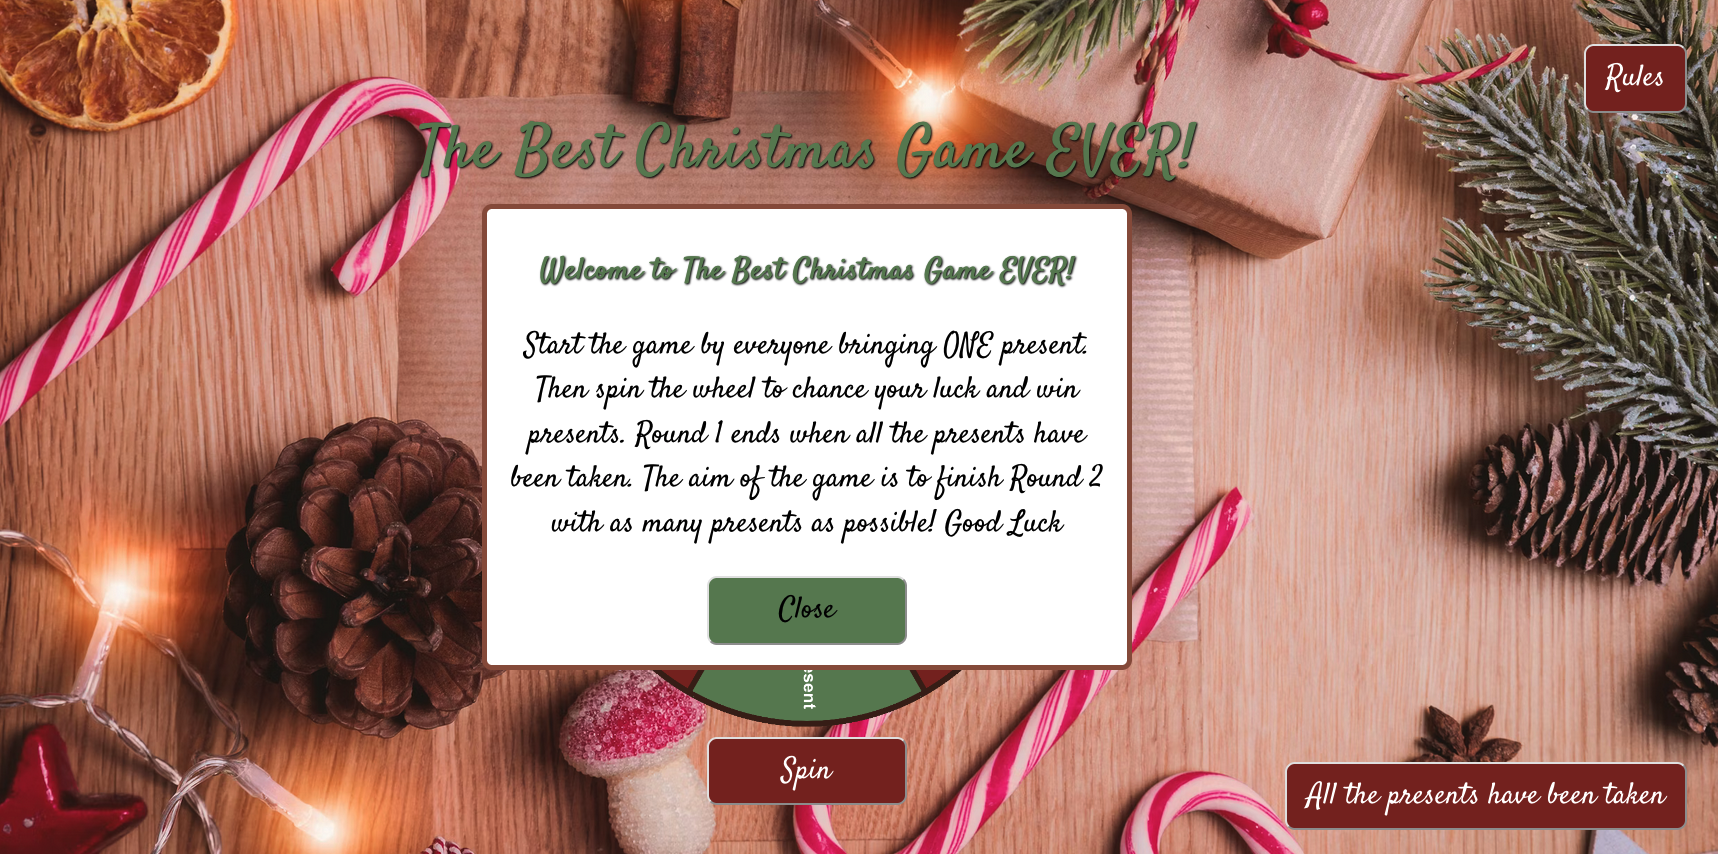 Rules
The Best Christmas Game EVER!
Welcome to The Best Christmas Game EVER!
Start the game by everyone bringing ONE present.
Then spin the wheel to chance your luck and win
presents. Round 1 ends when all the presents have
been taken. The aim of the game is to finish Round 2
with as many presents as possible! Good Luck
Close
esent
Spin
All the presents have been taken